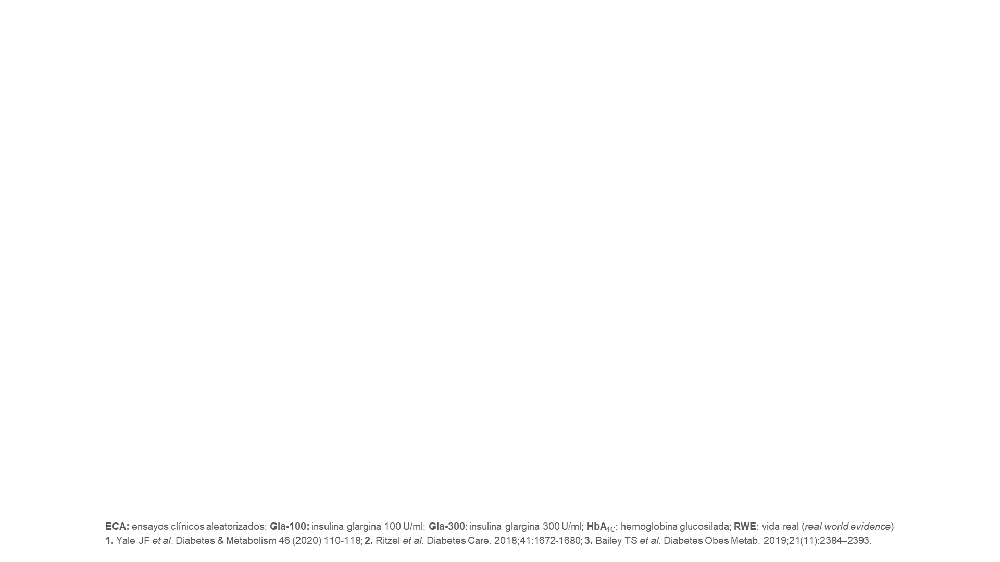 ECA: ensayos clínicos aleatorizados; Gla-100: insulina glargina 100 U/ml; Gla-300: insulina glargina 300 U/ml; HbA1C: hemoglobina glucosilada; RWE: vida real (real world evidence)
1. Yale JF et al. Diabetes & Metabolism 46 (2020) 110-118; 2. Ritzel et al. Diabetes Care. 2018;41:1672-1680; 3. Bailey TS et al. Diabetes Obes Metab. 2019;21(11):2384–2393.